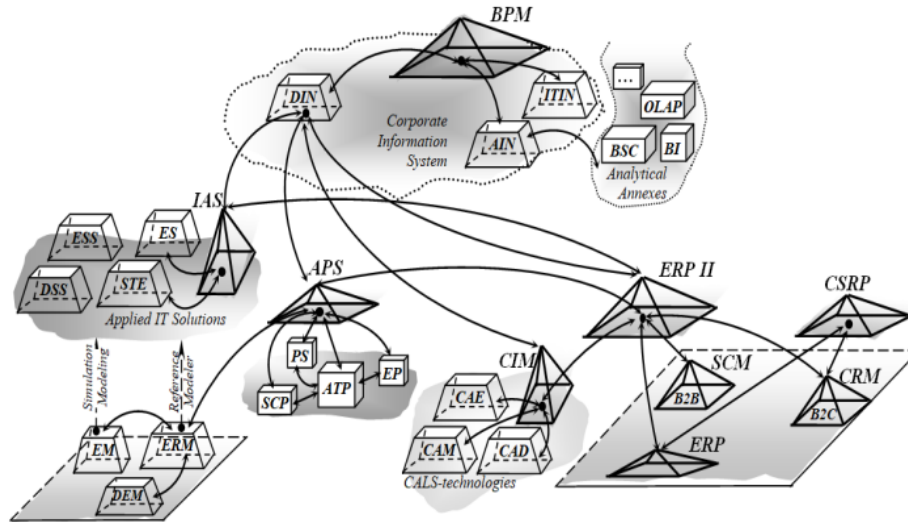 BPM
DIN
ITIN
...
OLAP
Corporate
Information
System
AIN
BSC
BI
Analytical
Annexes
IAS
ESS
ES
DSS
STE
Applied IT Solutions
APS
ERP II
CSRP
Simulation
Modeling
Reference
Modeler
PS
EP
SCP
ATP
CIM
SCM
B2B
CRM
B2C
CAE
CAM
CAD
CALS-technologies
ERP
EM
ERM
DEM